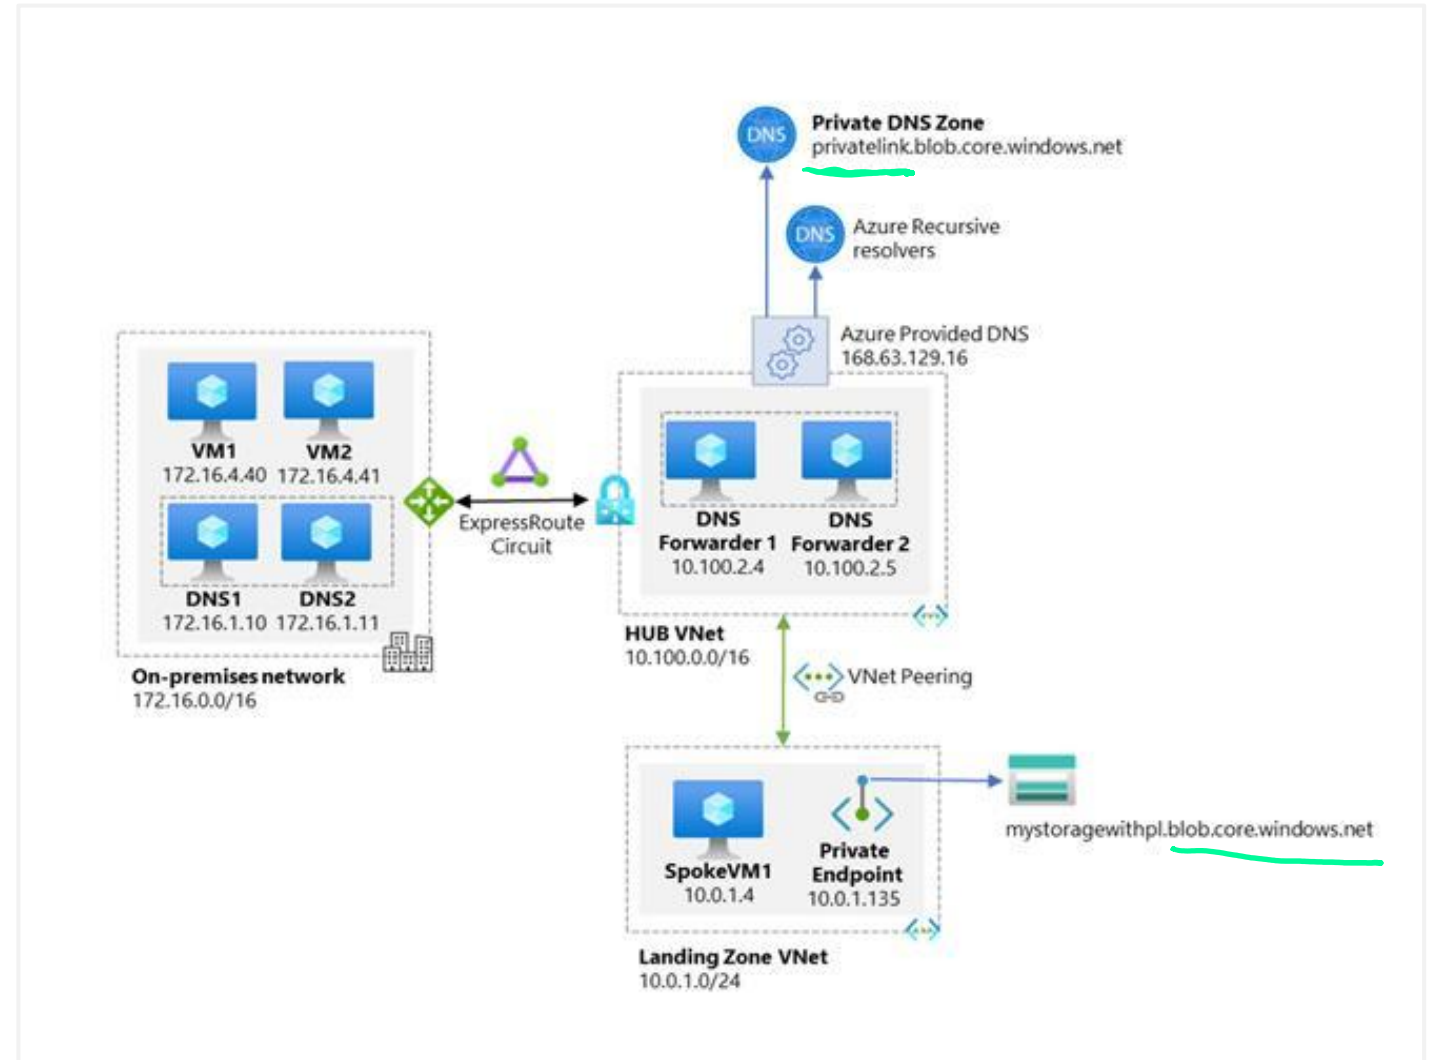 DNS
Private DNS Zone
privatelink.blob.core.windows.net
DNS
Azure Recursive
resolvers
Azure Provided DNS
168.63.129.16
VM1
172.16.4.40
VM2
172.16.4.41
DNS1
172.16.1.10
DNS2
172.16.1.11
On-premises network
172.16.0.0/16
ExpressRoute
Circuit
DNS
Forwarder 1
10.100.2.4
DNS
Forwarder 2
10.100.2.5
HUB VNet
10.100.0.0/16
VNet Peering
SpokeVM1
10.0.1.4
Private
Endpoint
10.0.1.135
mystoragewithpl.blob.core.windows.net
Landing Zone VNet
10.0.1.0/24